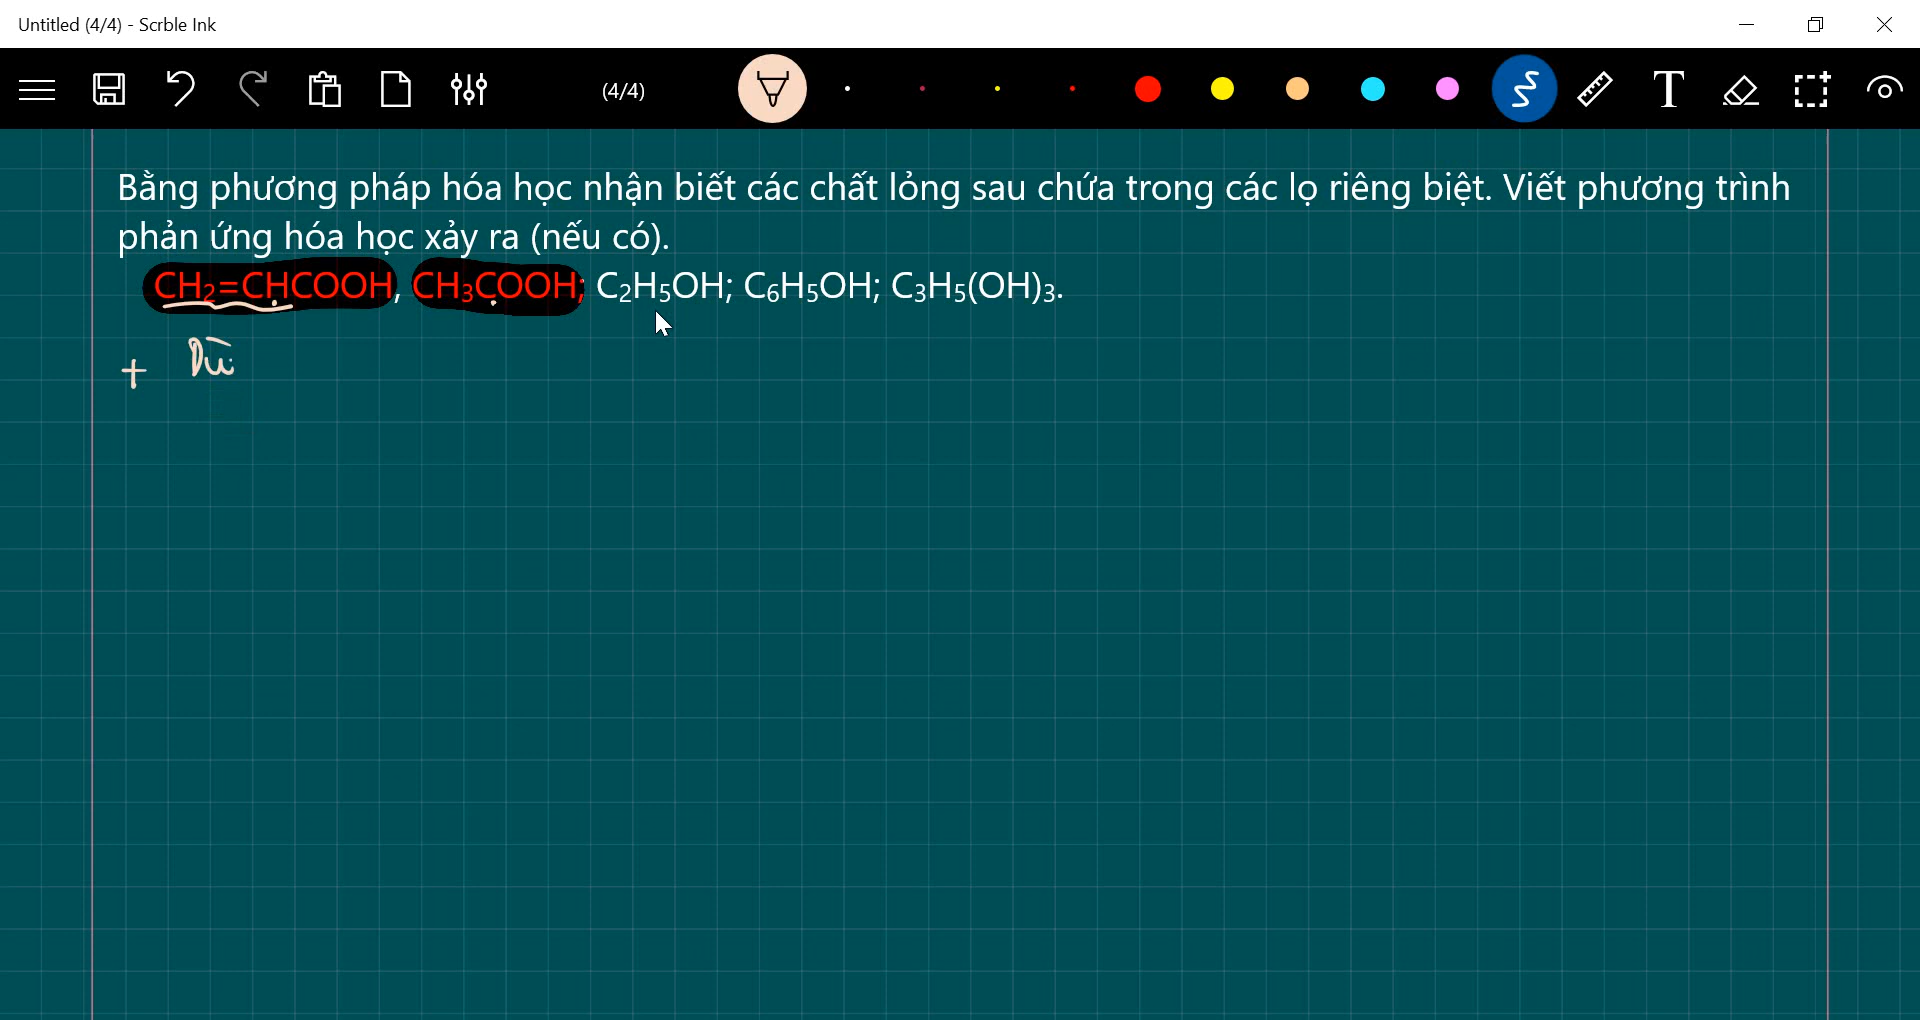 Untitled (4/4) - Scrble Ink
(4/4)
T
Bằng phương pháp hóa học nhận biết các chất lỏng sau chứa trong các lọ riêng biệt. Viết phương trình
phản ứng hóa học xảy ra (nếu có).
CH₂=CHCOOH, CH₃COOH; C₂H₅OH; C₆H₅OH; C₃H₅(OH)₃.
+